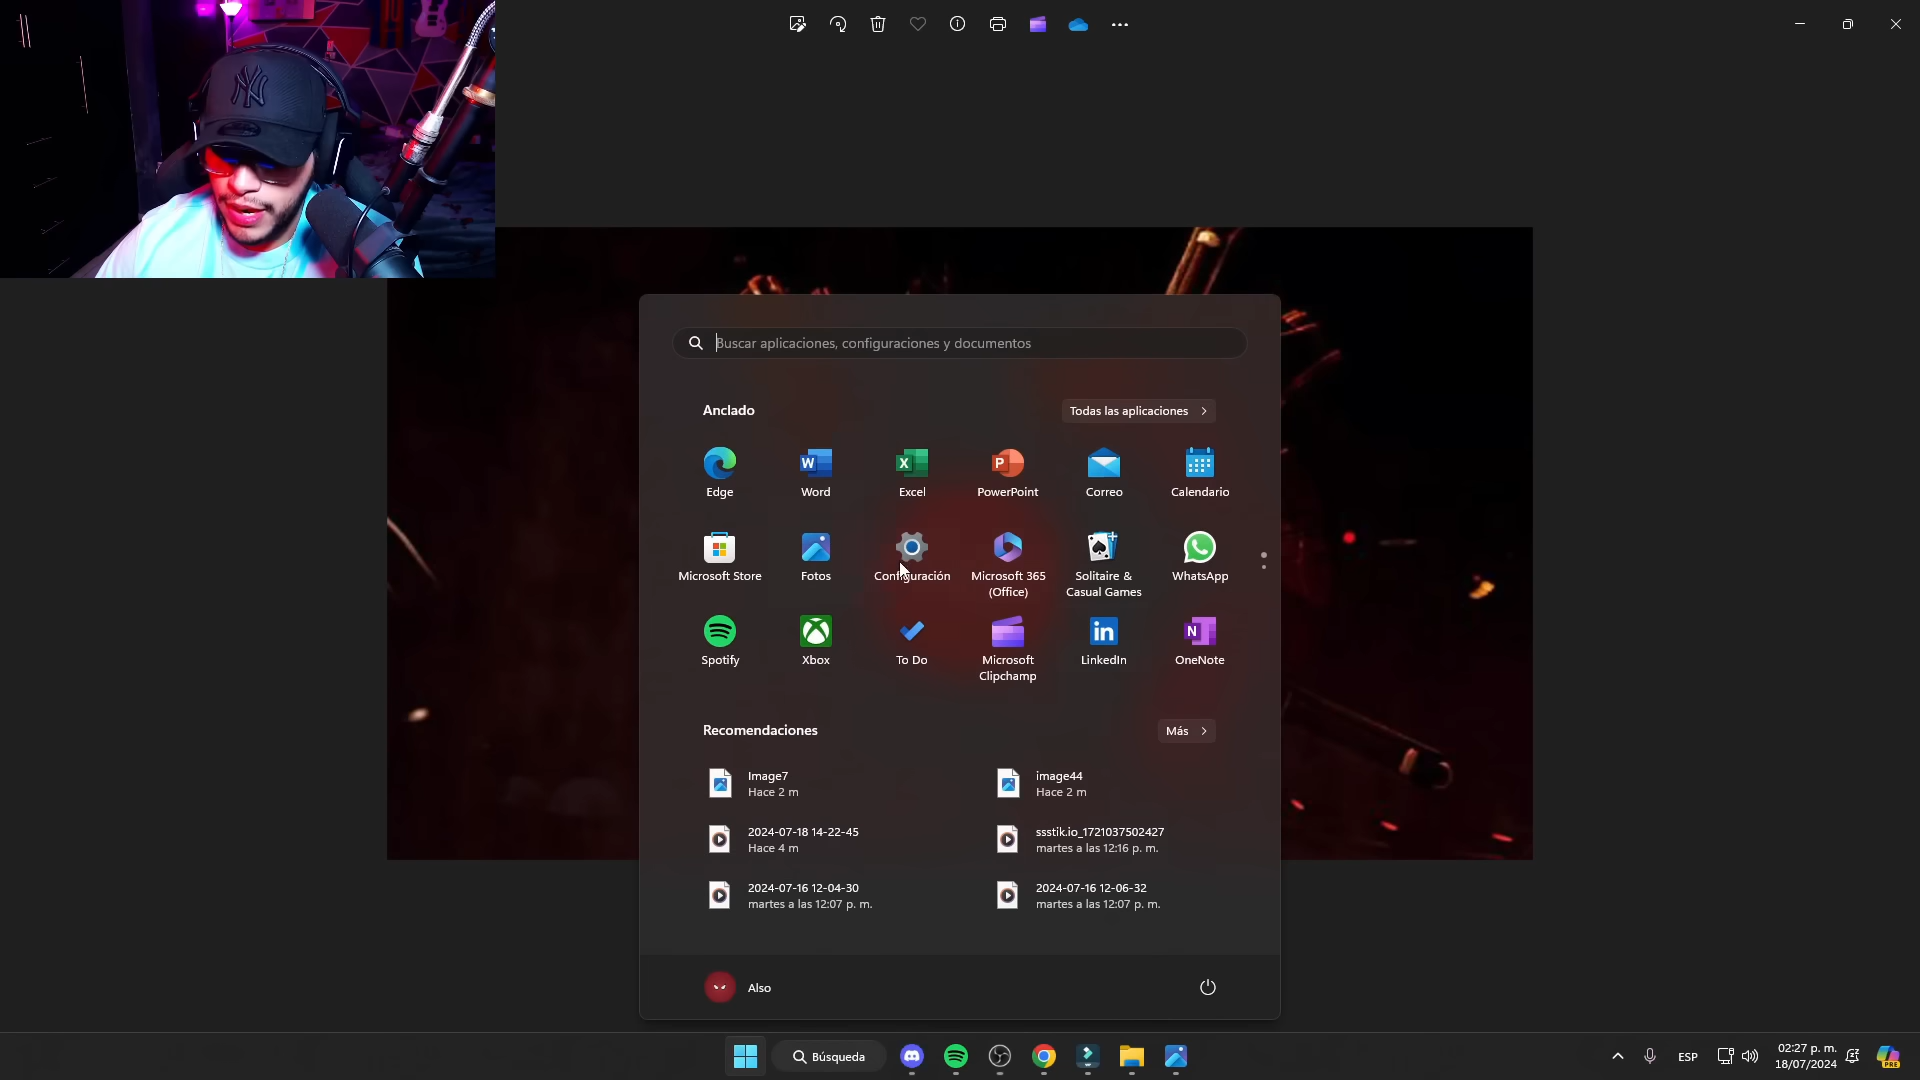 Buscar aplicaciones, configuraciones y documentos
Anclado
Todas las aplicaciones
Edge
Word
Excel
PowerPoint
Correo
Calendario
Microsoft Store
Fotos
Configuración
Microsoft 365
(Office)
Solitaire &
Casual Games
WhatsApp
Spotify
Xbox
To Do
Microsoft
Clipchamp
LinkedIn
OneNote
Recomendaciones
Más
Image7
Hace 2 m
image44
Hace 2 m
2024-07-18 14-22-45
Hace 4 m
ssstik.io_1721037502427
martes a las 12:16 p. m.
2024-07-16 12-04-30
martes a las 12:07 p. m.
2024-07-16 12-06-32
martes a las 12:07 p. m.
Also
Búsqueda
ESP
02:27 p. m.
18/07/2024
PRE